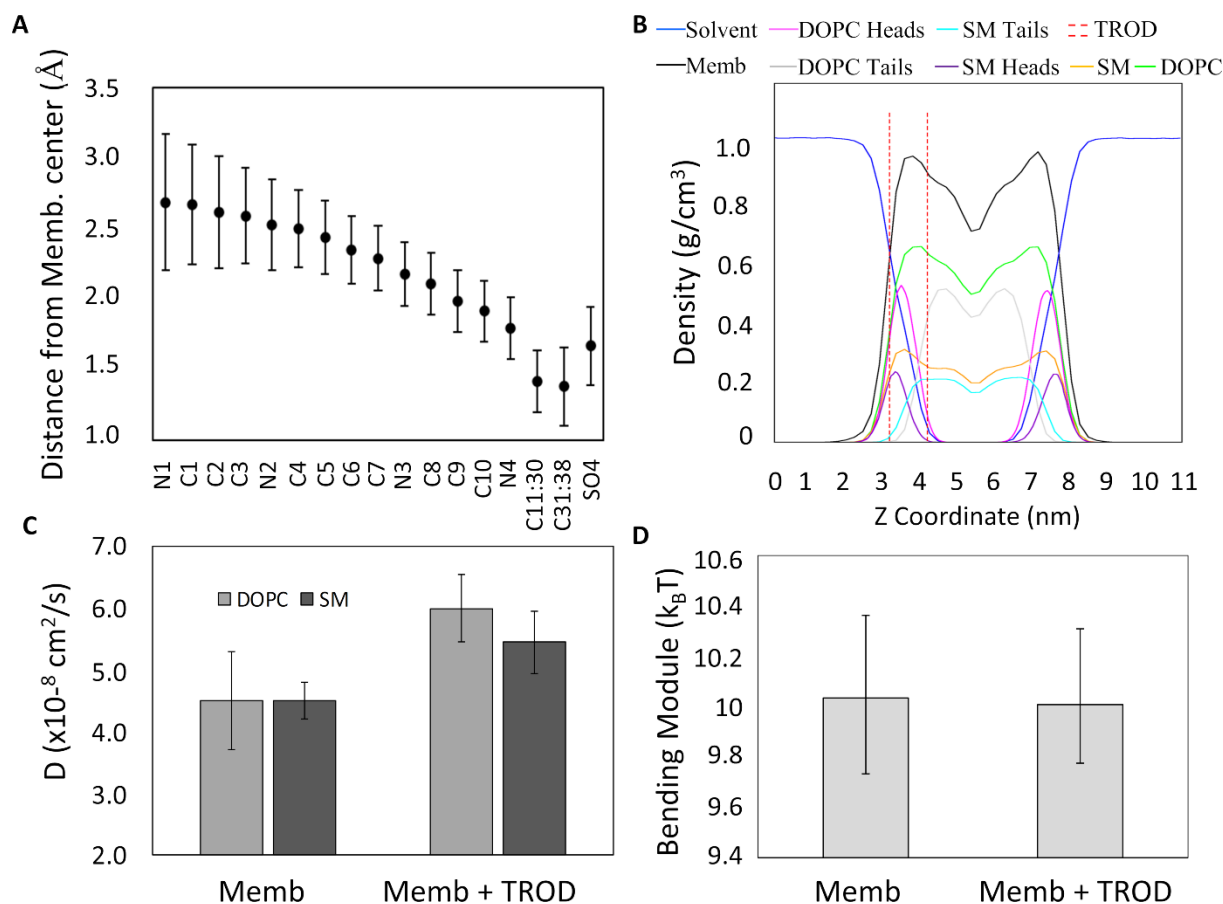 A
Distance from Memb. center (Å)
3.5
3.0
2.5
2.0
1.5
1.0
N1 C1 C2 C3 N2 C4 C5 C6 C7 N3 C8 C9 C10 N4 C11:30 C31:38 SO4
B
Solvent DOPC Heads SM Tails TROD
Memb DOPC Tails SM Heads SM DOPC
Density (g/cm³)
1.0
0.8
0.6
0.4
0.2
0
0 1 2 3 4 5 6 7 8 9 11
Z Coordinate (nm)
C
D (x10-⁸ cm²/s)
7.0
6.0
5.0
4.0
3.0
2.0
DOPC SM
Memb Memb + TROD
D
Bending Module (k_BT)
10.6
10.4
10.2
10
9.8
9.6
9.4
Memb Memb + TROD